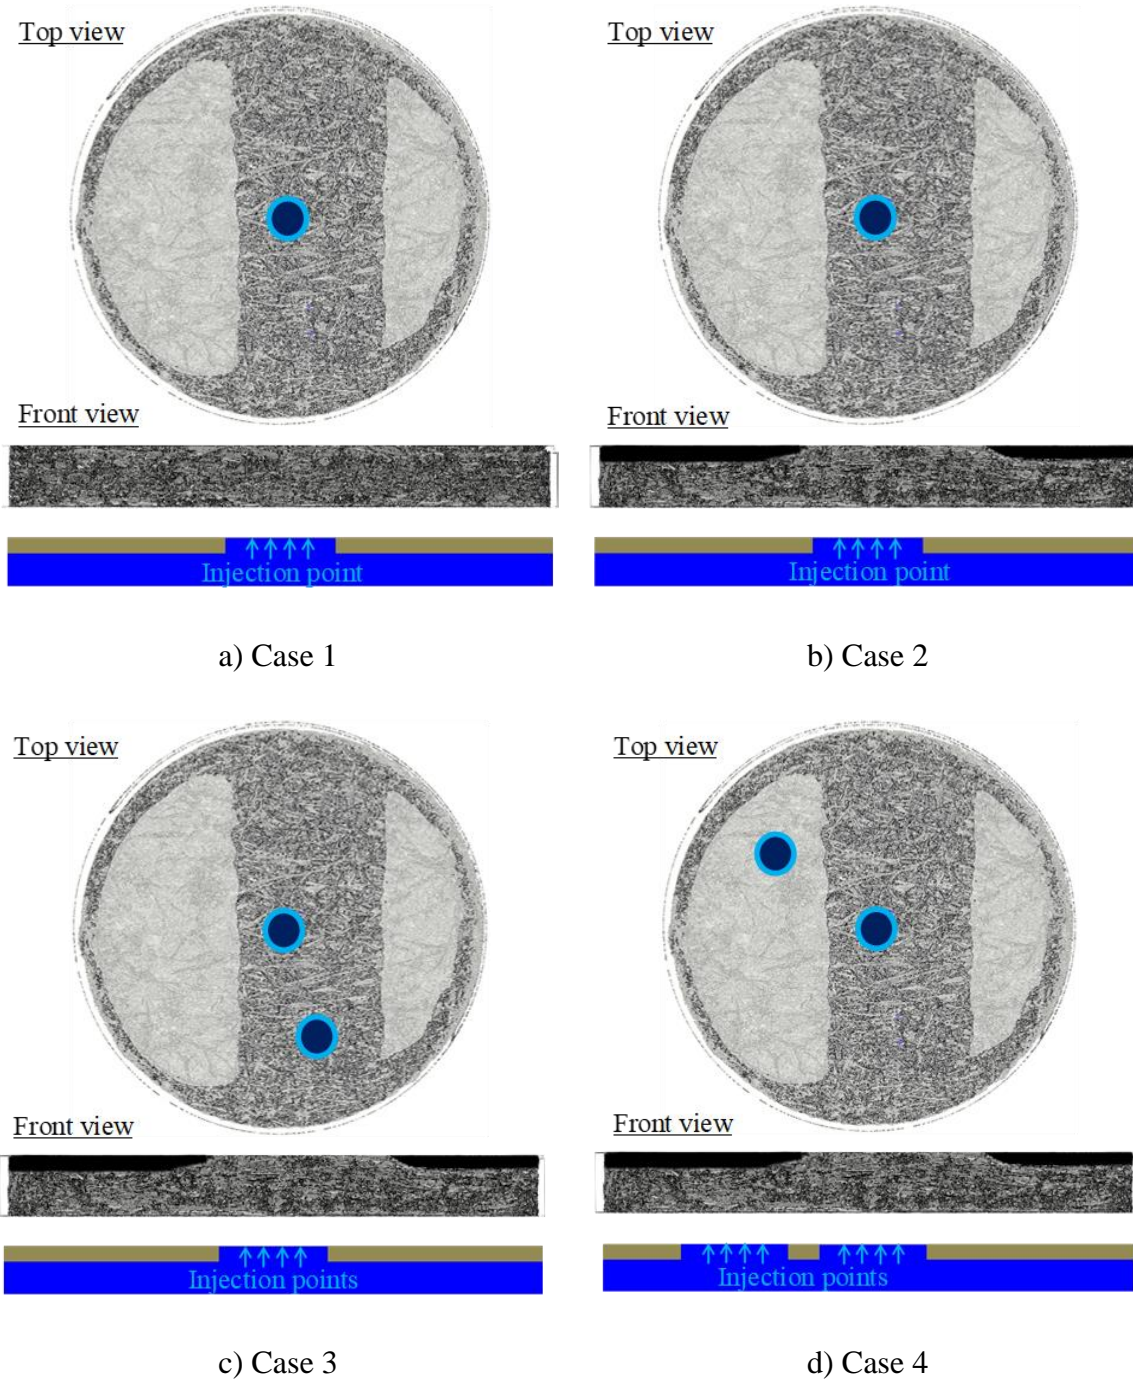 Top view
Top view
Front view
Front view
Injection point
Injection point
a) Case 1
b) Case 2
Top view
Top view
Front view
Front view
Injection points
Injection points
c) Case 3
d) Case 4